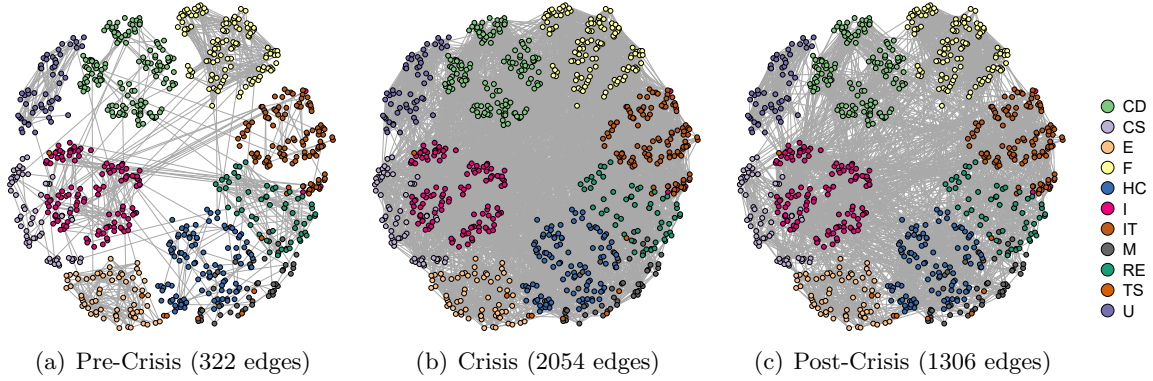 CD
CS
E
F
HC
I
IT
M
RE
TS
U
(a) Pre-Crisis (322 edges)
(b) Crisis (2054 edges)
(c) Post-Crisis (1306 edges)